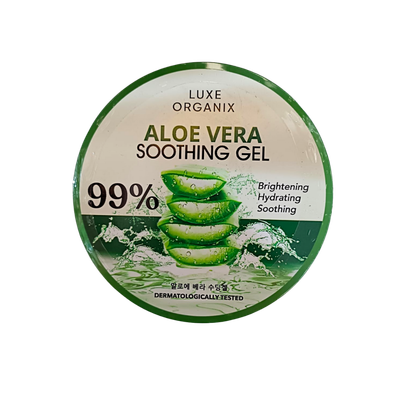 LUXE
ORGANIX
ALOE VERA
SOOTHING GEL
99%
Brightening
Hydrating
Soothing
알로에 베라 수딩젤
DERMATOLOGICALLY TESTED